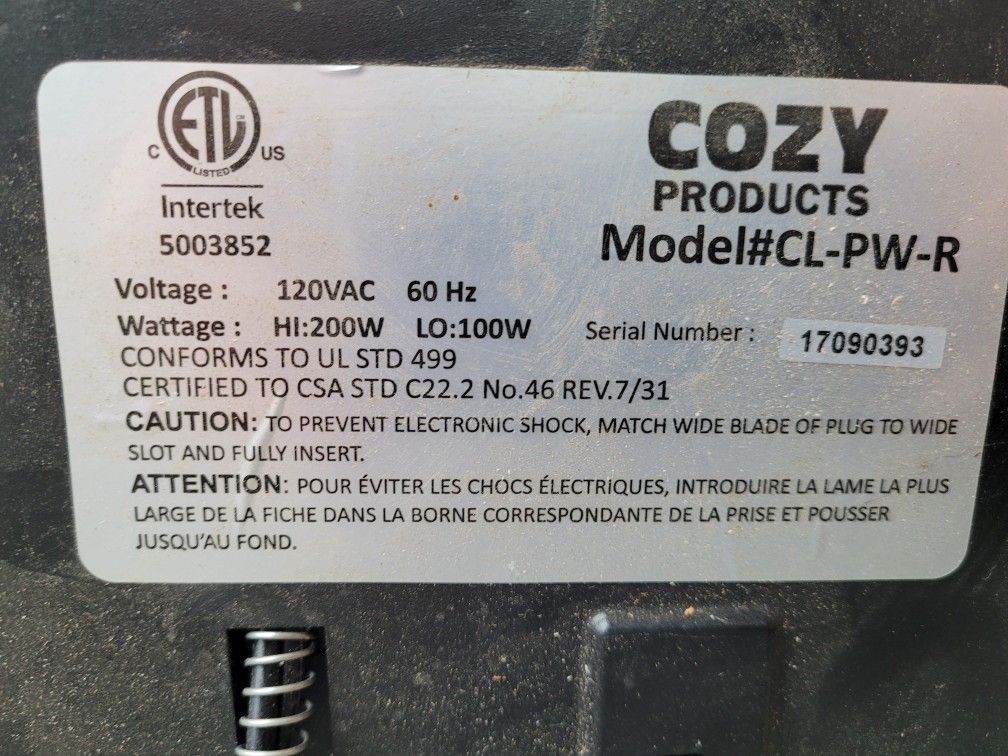 ETL CM
C US
LISTED
Intertek
5003852
COZY
PRODUCTS
Model#CL-PW-R
Voltage : 120VAC 60 Hz
Wattage : HI:200W LO:100W
Serial Number : 17090393
CONFORMS TO UL STD 499
CERTIFIED TO CSA STD C22.2 No.46 REV.7/31
CAUTION: TO PREVENT ELECTRONIC SHOCK, MATCH WIDE BLADE OF PLUG TO WIDE
SLOT AND FULLY INSERT.
ATTENTION: POUR ÉVITER LES CHOCS ÉLECTRIQUES, INTRODUIRE LA LAME LA PLUS
LARGE DE LA FICHE DANS LA BORNE CORRESPONDANTE DE LA PRISE ET POUSSER
JUSQU'AU FOND.